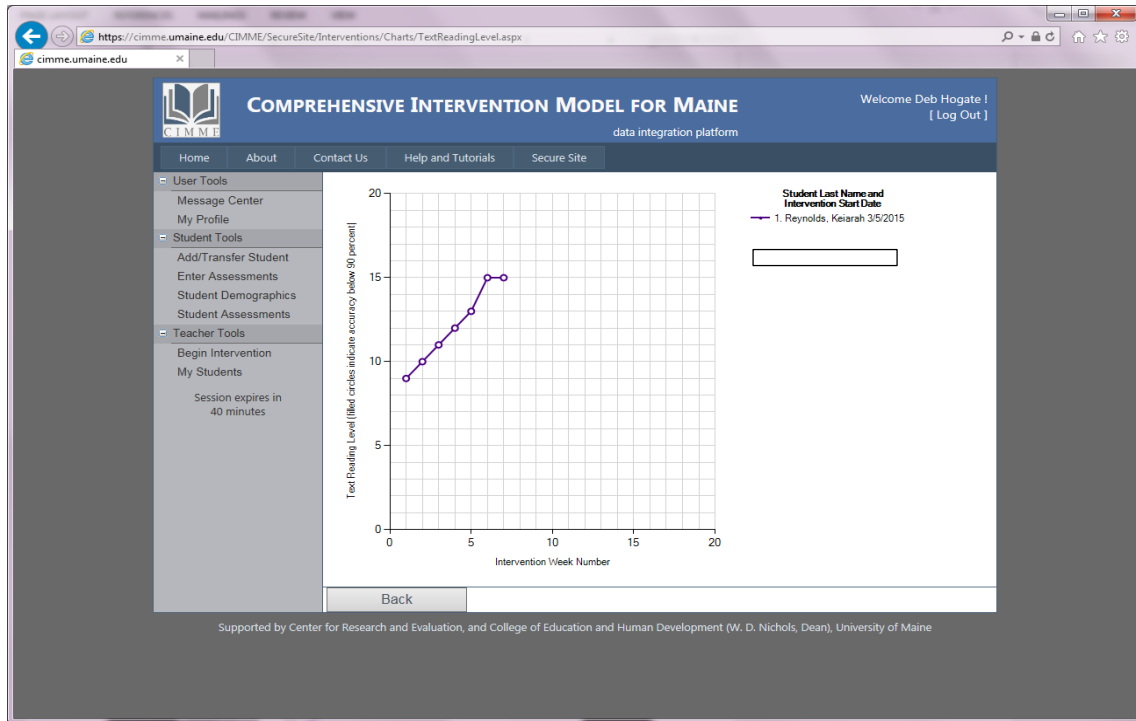 https://cimme.umaine.edu/CIMME/SecureSite/Interventions/Charts/TextReadingLevel.aspx
cimme.umaine.edu
CIMME
COMPREHENSIVE INTERVENTION MODEL FOR MAINE
data integration platform
Welcome Deb Hogate !
[ Log Out ]
Home About Contact Us Help and Tutorials Secure Site
User Tools
Message Center
My Profile
Student Tools
Add/Transfer Student
Enter Assessments
Student Demographics
Student Assessments
Teacher Tools
Begin Intervention
My Students
Session expires in
40 minutes
Text Reading Level (filled circles indicate accuracy below 90 percent)
20
15
10
5
0
0 5 10 15 20
Intervention Week Number
Student Last Name and
Intervention Start Date
1. Reynolds, Keiarah 3/5/2015
Back
Supported by Center for Research and Evaluation, and College of Education and Human Development (W. D. Nichols, Dean), University of Maine